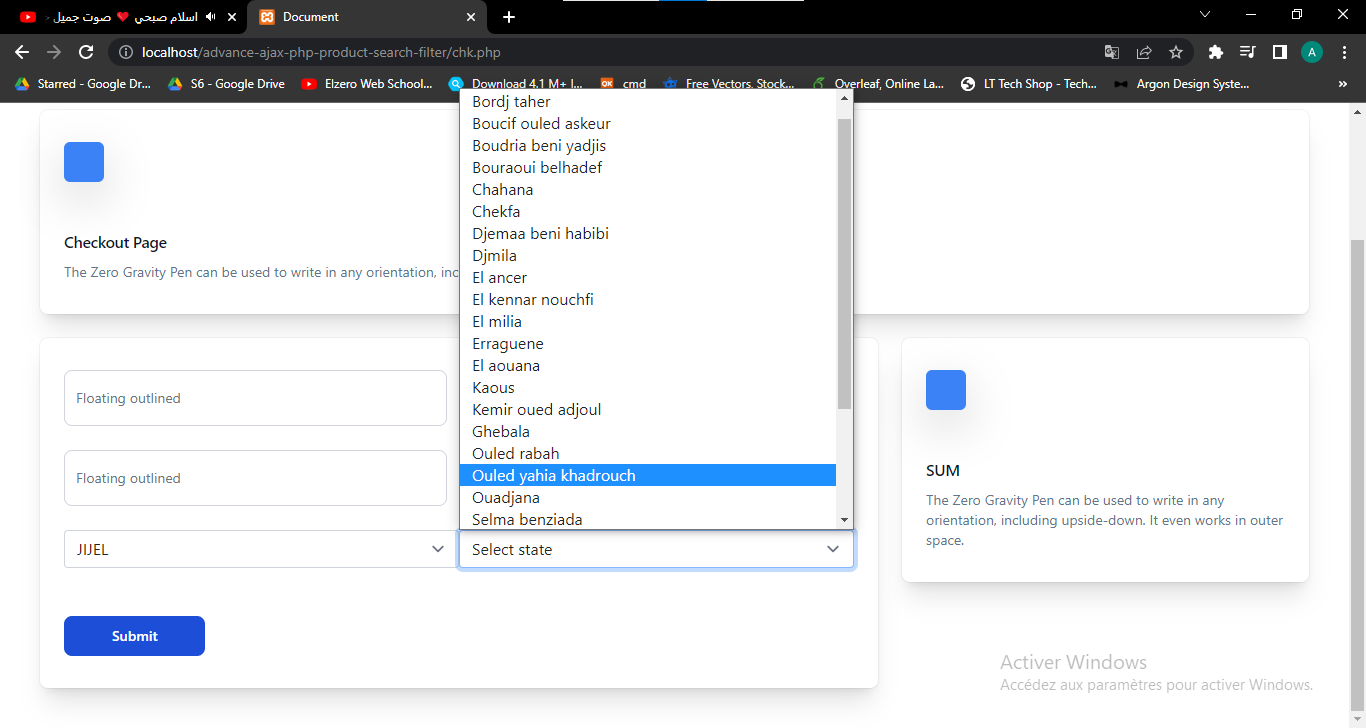 اسلام صبحي ❤️ صوت جميل
Document
localhost/advance-ajax-php-product-search-filter/chk.php
A
Starred - Google Dr...
S6 - Google Drive
Elzero Web School...
Download 4.1 M+ I...
cmd
Free Vectors, Stock...
Overleaf, Online La...
LT Tech Shop - Tech...
Argon Design Syste...
»
Checkout Page
The Zero Gravity Pen can be used to write in any orientation, inc
Floating outlined
Floating outlined
JIJEL
Bordj taher
Boucif ouled askeur
Boudria beni yadjis
Bouraoui belhadef
Chahana
Chekfa
Djemaa beni habibi
Djmila
El ancer
El kennar nouchfi
El milia
Erraguene
El aouana
Kaous
Kemir oued adjoul
Ghebala
Ouled rabah
Ouled yahia khadrouch
Ouadjana
Selma benziada
Select state
Submit
SUM
The Zero Gravity Pen can be used to write in any
orientation, including upside-down. It even works in outer
space.
Activer Windows
Accédez aux paramètres pour activer Windows.